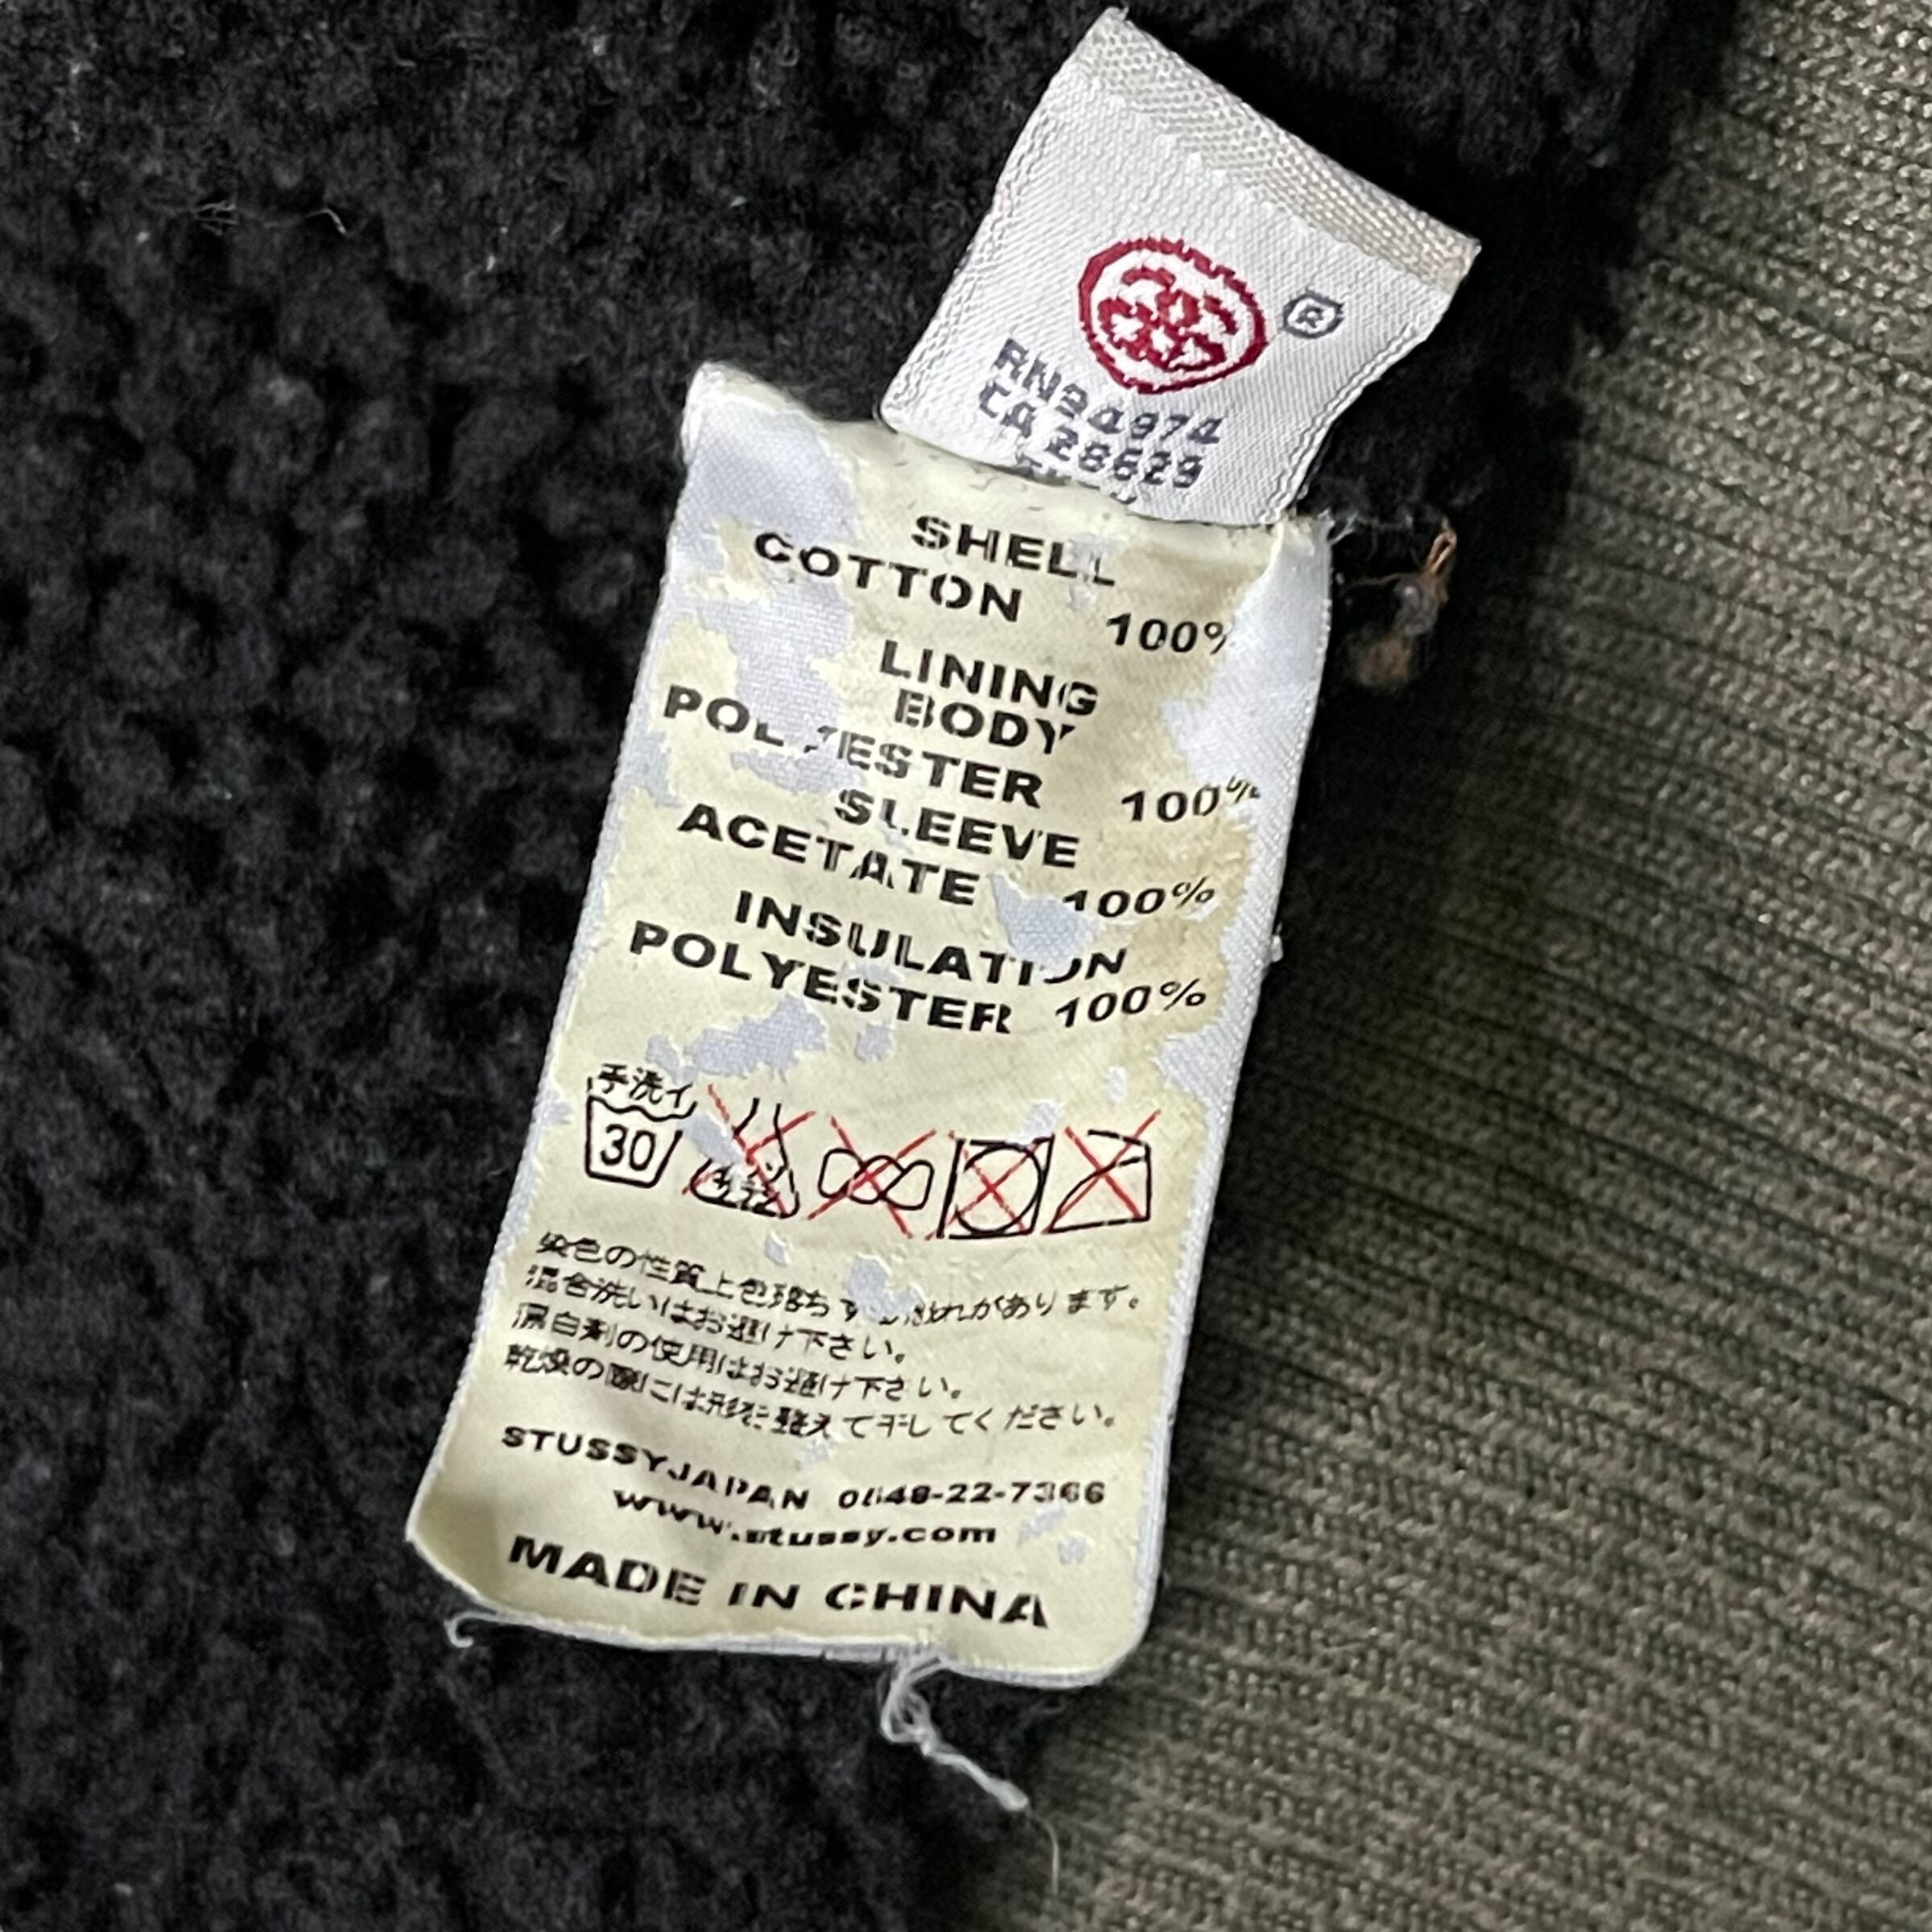 ®
RN94974
CA 28629
SHELL
COTTON 100%
LINING
BODY
POLYESTER 100%
SLEEVE
ACETATE 100%
INSULATION
POLYESTER 100%
手洗イ
30
染色の性質上色落ちする恐れがあります。
混合洗いはお避け下さい。
漂白剤の使用はお避け下さい。
乾燥の際には形を整えて干してください。
STUSSYJAPAN 0548-22-7366
www.stussy.com
MADE IN CHINA